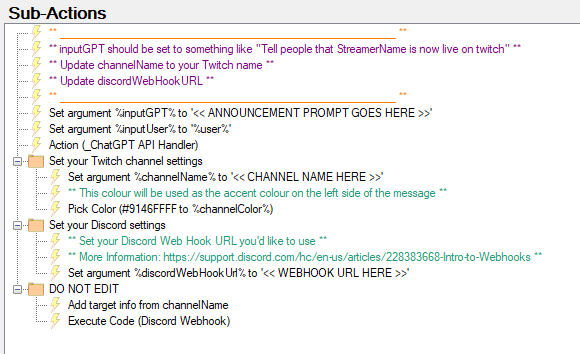 Sub-Actions
** ________________________________________________ **
** inputGPT should be set to something like "Tell people that StreamerName is now live on twitch" **
** Update channelName to your Twitch name **
** Update discordWebHookURL **
** ________________________________________________ **
Set argument %inputGPT% to '<< ANNOUNCEMENT PROMPT GOES HERE >>'
Set argument %inputUser% to '%user%'
Action (_ChatGPT API Handler)
Set your Twitch channel settings
Set argument %channelName% to '<< CHANNEL NAME HERE >>'
** This colour will be used as the accent colour on the left side of the message **
Pick Color (#9146FFFF to %channelColor%)
Set your Discord settings
** Set your Discord Web Hook URL you'd like to use **
** More Information: https://support.discord.com/hc/en-us/articles/228383668-Intro-to-Webhooks **
Set argument %discordWebHookUrl% to '<< WEBHOOK URL HERE >>'
DO NOT EDIT
Add target info from channelName
Execute Code (Discord Webhook)